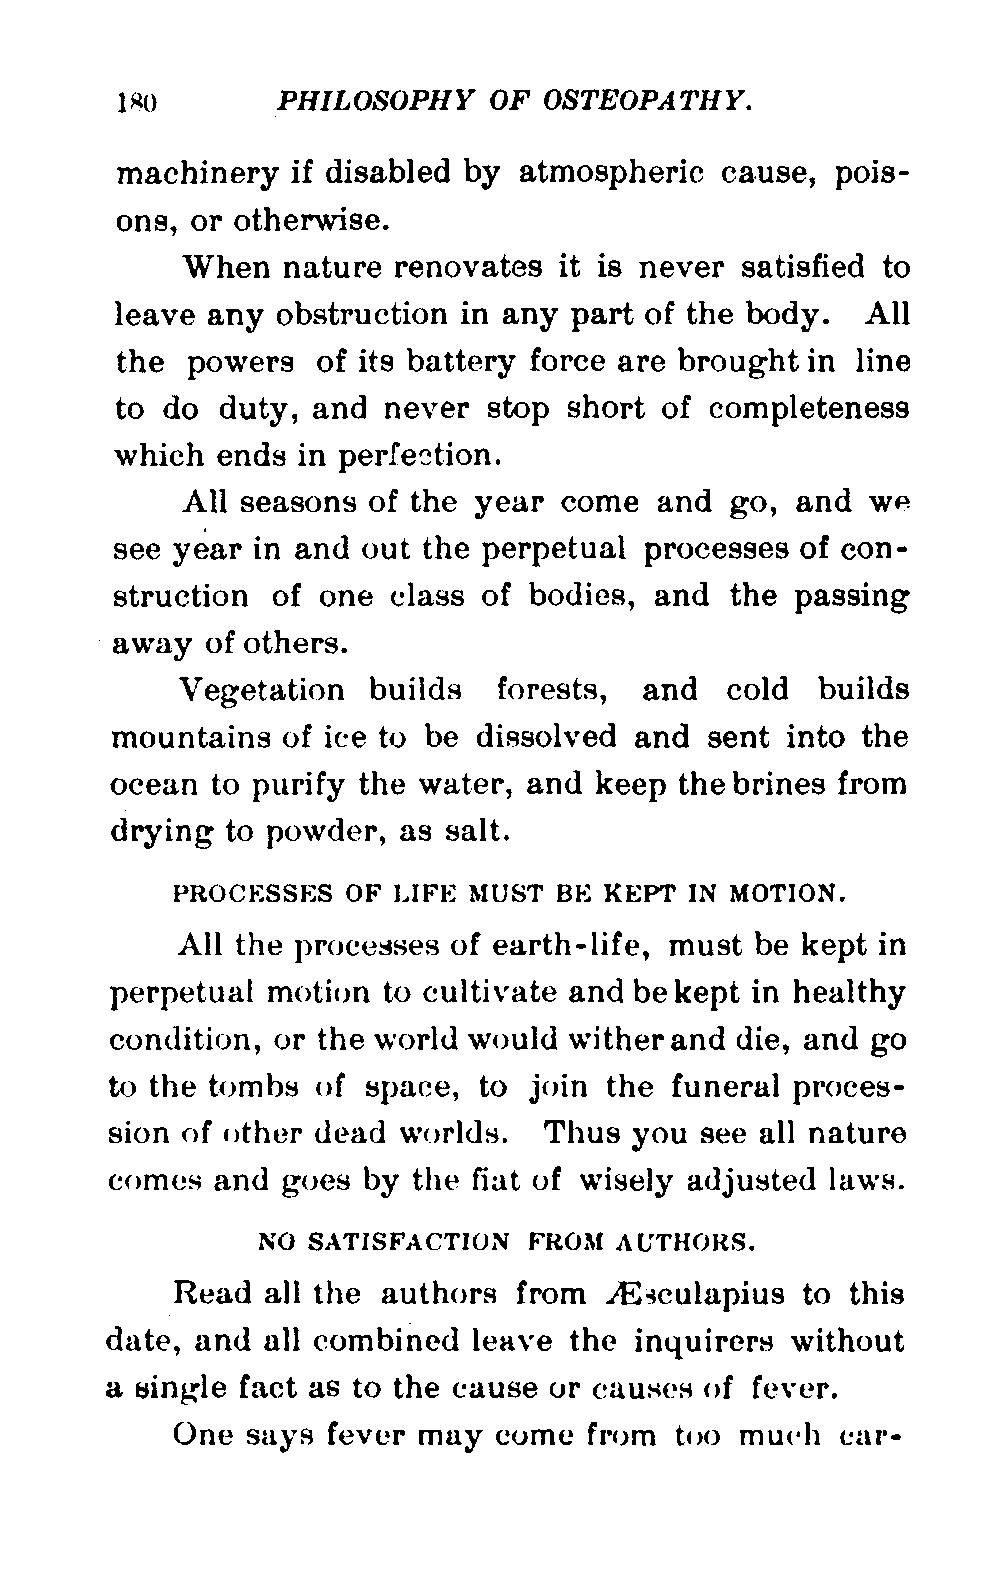 180 PHILOSOPHY OF OSTEOPATHY.
machinery if disabled by atmospheric cause, pois-
ons, or otherwise.
When nature renovates it is never satisfied to
leave any obstruction in any part of the body. All
the powers of its battery force are brought in line
to do duty, and never stop short of completeness
which ends in perfection.
All seasons of the year come and go, and we
see year in and out the perpetual processes of con-
struction of one class of bodies, and the passing
away of others.
Vegetation builds forests, and cold builds
mountains of ice to be dissolved and sent into the
ocean to purify the water, and keep the brines from
drying to powder, as salt.
PROCESSES OF LIFE MUST BE KEPT IN MOTION.
All the processes of earth-life, must be kept in
perpetual motion to cultivate and be kept in healthy
condition, or the world would wither and die, and go
to the tombs of space, to join the funeral proces-
sion of other dead worlds. Thus you see all nature
comes and goes by the fiat of wisely adjusted laws.
NO SATISFACTION FROM AUTHORS.
Read all the authors from Æsculapius to this
date, and all combined leave the inquirers without
a single fact as to the cause or causes of fever.
One says fever may come from too much car-